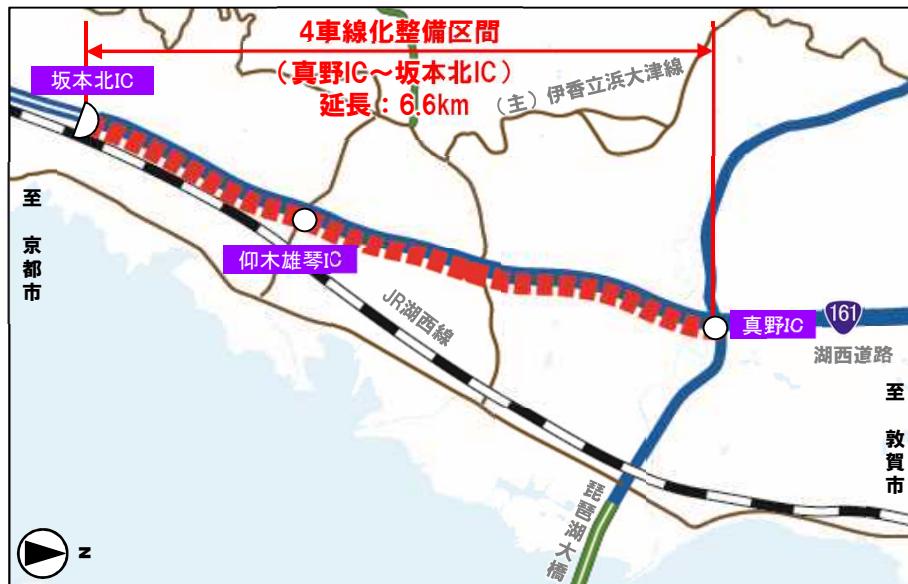 4車線化整備区間
(真野IC～坂本北IC)
延長：6.6km
坂本北IC
(主)伊香立浜大津線
至 京都市
仰木雄琴IC
JR湖西線
161
真野IC
湖西道路
至 敦賀市
琵琶湖大橋
N